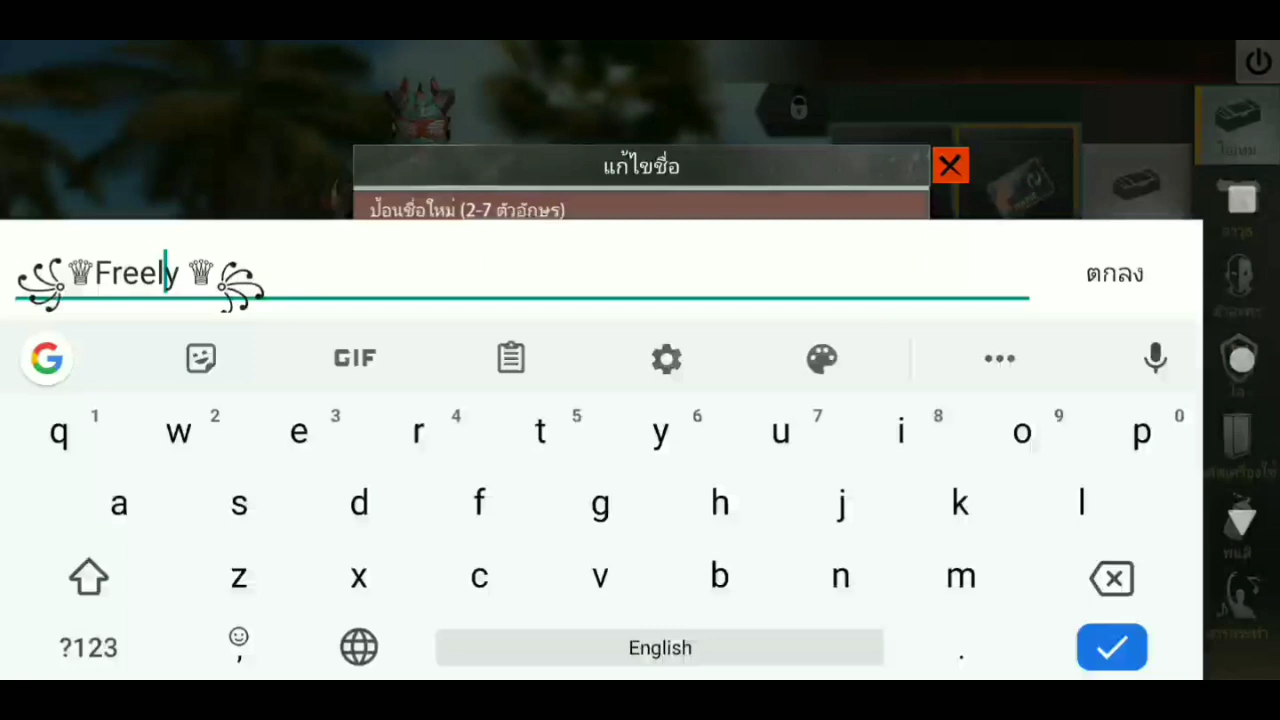 แก้ไขชื่อ
ป้อนชื่อใหม่ (2-7 ตัวอักษร)
꧁♕Freely ♕꧂
ตกลง
GIF
q 1 w 2 e 3 r 4 t 5 y 6 u 7 i 8 o 9 p 0
a s d f g h j k l
z x c v b n m
?123 , English .